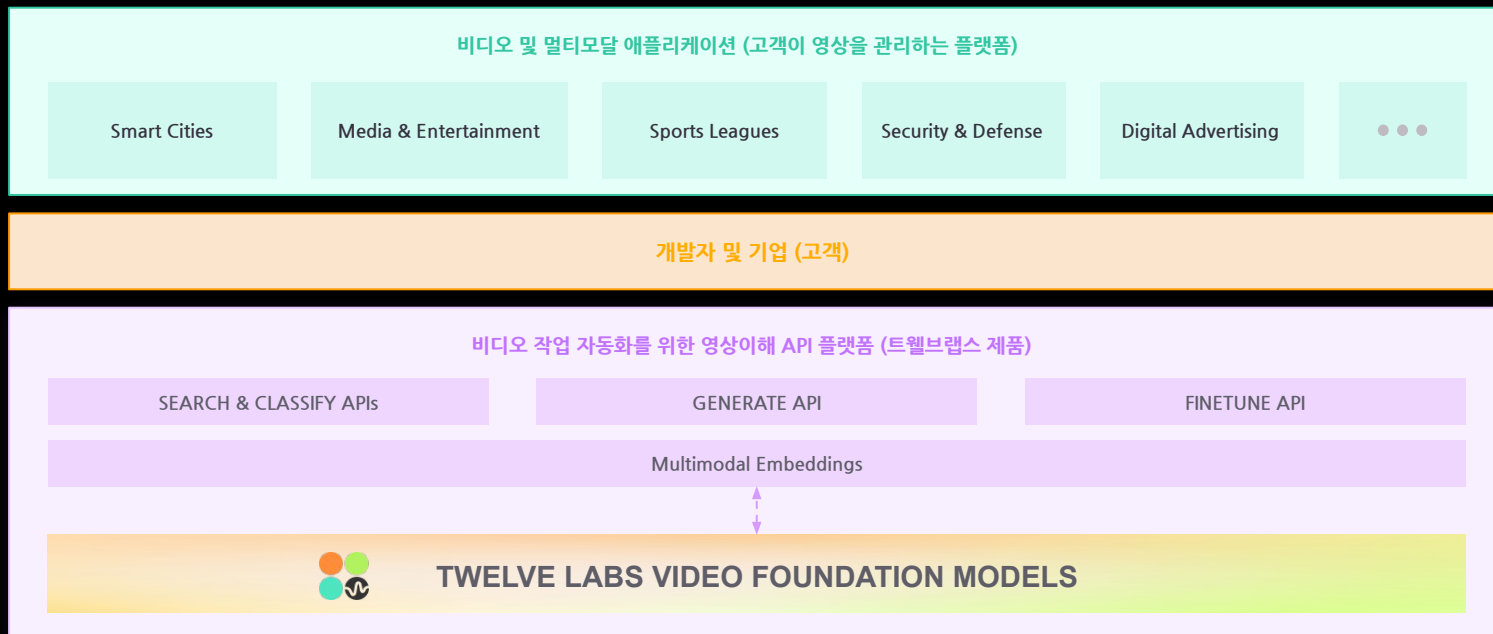 비디오 및 멀티모달 애플리케이션 (고객이 영상을 관리하는 플랫폼)
Smart Cities
Media & Entertainment
Sports Leagues
Security & Defense
Digital Advertising
개발자 및 기업 (고객)
비디오 작업 자동화를 위한 영상이해 API 플랫폼 (트웰브랩스 제품)
SEARCH & CLASSIFY APIs
GENERATE API
FINETUNE API
Multimodal Embeddings
TWELVE LABS VIDEO FOUNDATION MODELS